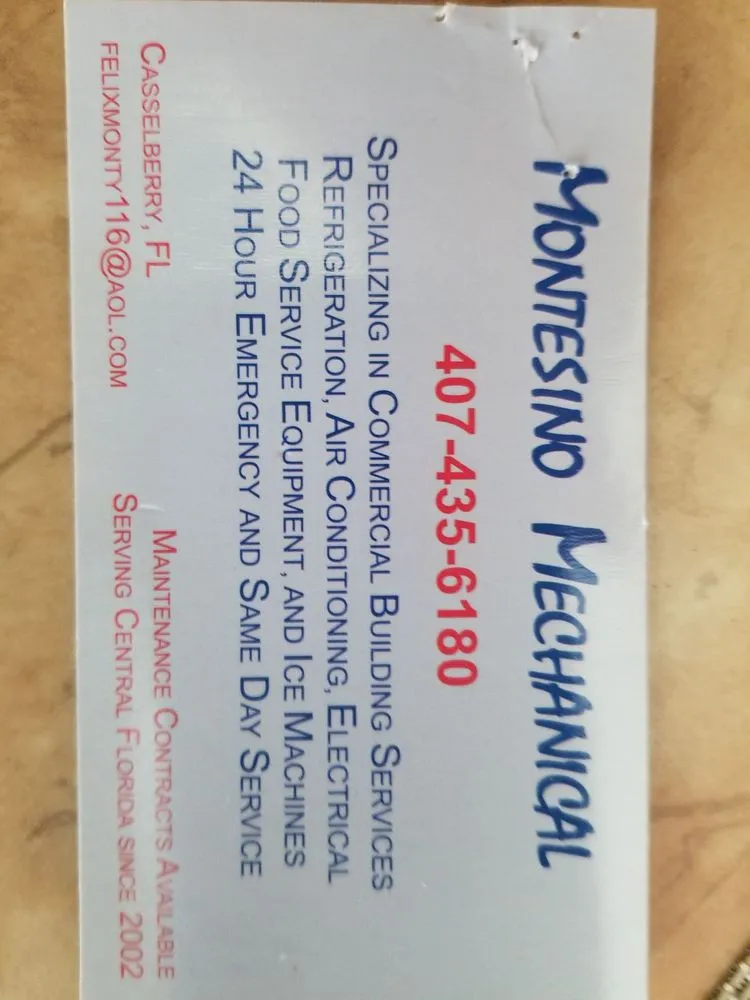 MONTESINO MECHANICAL
407-435-6180
SPECIALIZING IN COMMERCIAL BUILDING SERVICES
REFRIGERATION, AIR CONDITIONING, ELECTRICAL
FOOD SERVICE EQUIPMENT, AND ICE MACHINES
24 HOUR EMERGENCY AND SAME DAY SERVICE
CASSELBERRY, FL
FELIXMONTY116@AOL.COM
MAINTENANCE CONTRACTS AVAILABLE
SERVING CENTRAL FLORIDA SINCE 2002